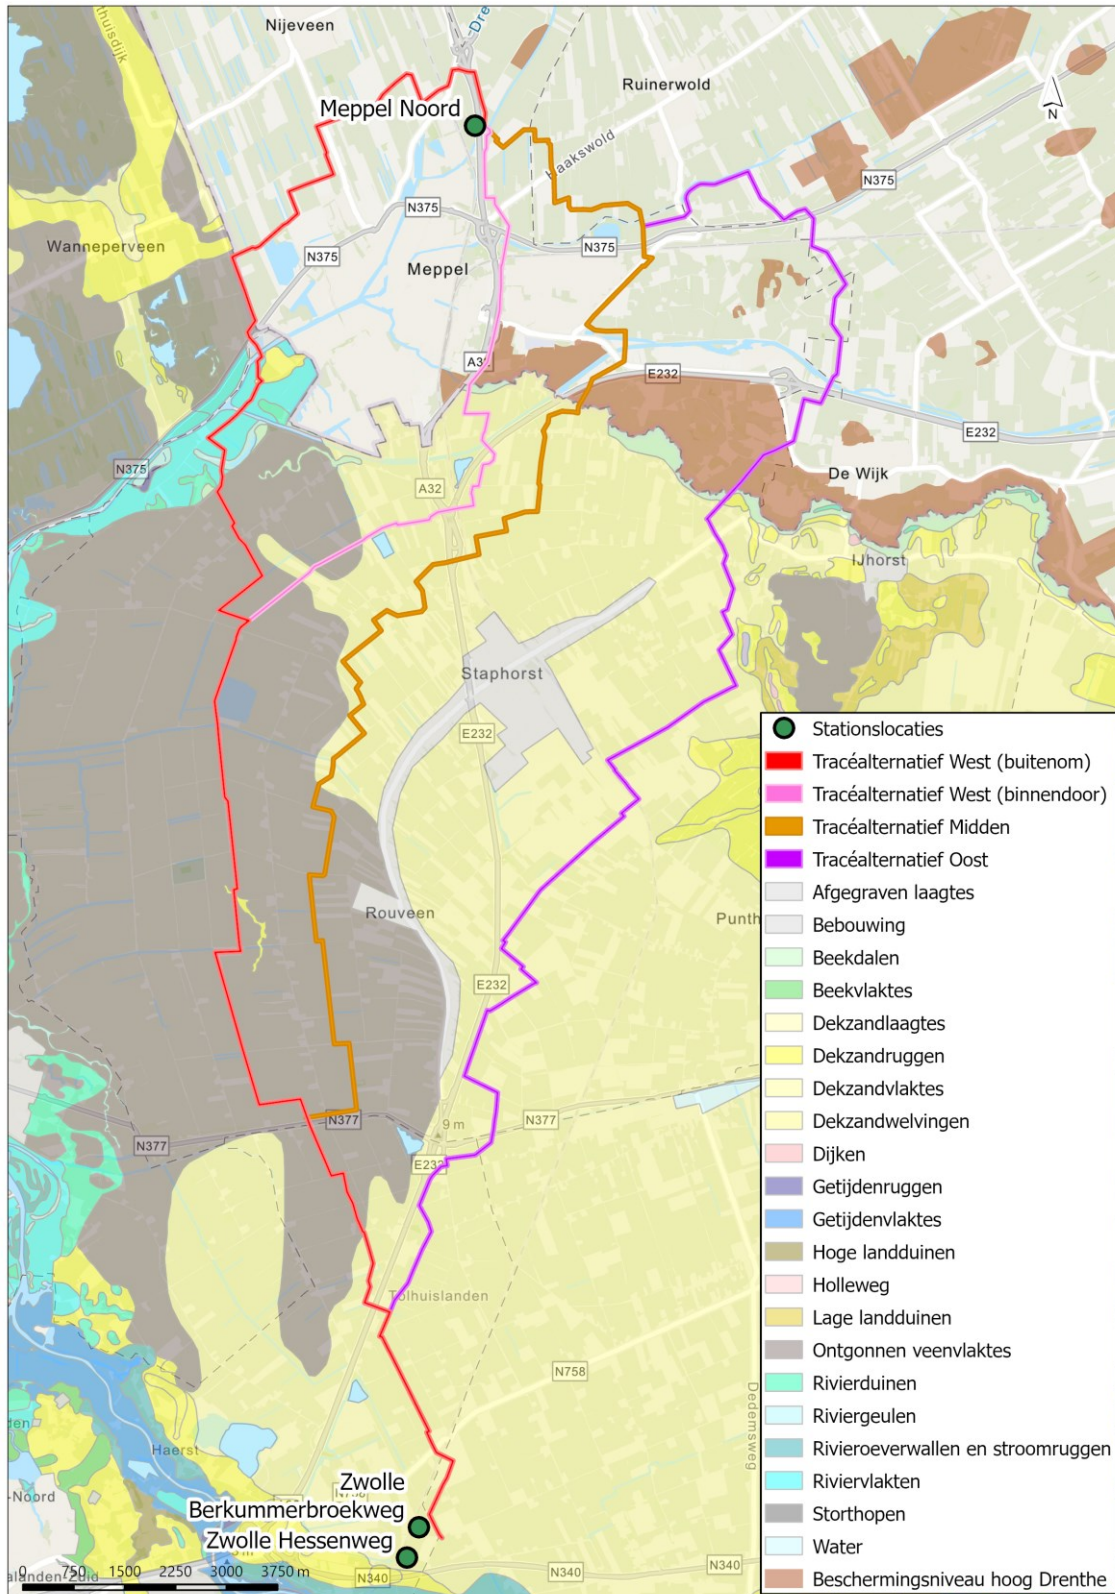 Nijeveen
Ruinerwold
Meppel Noord
N
Haakswold
N375
N375
Wanneperveen
N375
N375
Meppel
E232
E232
N375
De Wijk
A32
IJhorst
Staphorst
E232
Rouveen
E232
9 m
N377
N377
N377
E232
Tolhuislanden
N758
Dedemsweg
Haerst
Zwolle
Berkummerbroekweg
Zwolle Hessenweg
N340
N340
0 750 1500 2250 3000 3750 m
Stationslocaties
Tracéalternatief West (buitenom)
Tracéalternatief West (binnendoor)
Tracéalternatief Midden
Tracéalternatief Oost
Afgegraven laagtes
Bebouwing
Beekdalen
Beekvlaktes
Dekzandlaagtes
Dekzandruggen
Dekzandvlaktes
Dekzandwelvingen
Dijken
Getijdenruggen
Getijdenvlaktes
Hoge landduinen
Holleweg
Lage landduinen
Ontgonnen veenvlaktes
Rivierduinen
Riviergeulen
Rivieroeverwallen en stroomruggen
Riviervlakten
Storthopen
Water
Beschermingsniveau hoog Drenthe